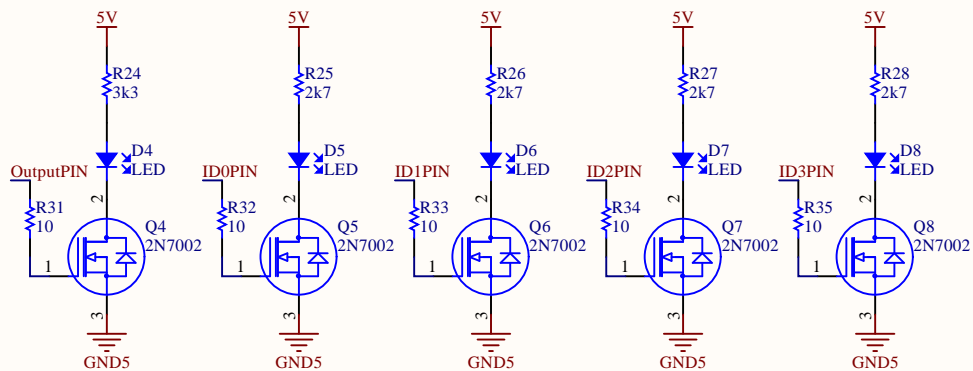 5V
5V
5V
5V
5V
R24
3k3
R25
2k7
R26
2k7
R27
2k7
R28
2k7
D4
LED
D5
LED
D6
LED
D7
LED
D8
LED
OutputPIN
ID0PIN
ID1PIN
ID2PIN
ID3PIN
2
2
2
2
2
R31
10
R32
10
R33
10
R34
10
R35
10
Q4
2N7002
Q5
2N7002
Q6
2N7002
Q7
2N7002
Q8
2N7002
1
1
1
1
1
3
3
3
3
3
GND5
GND5
GND5
GND5
GND5